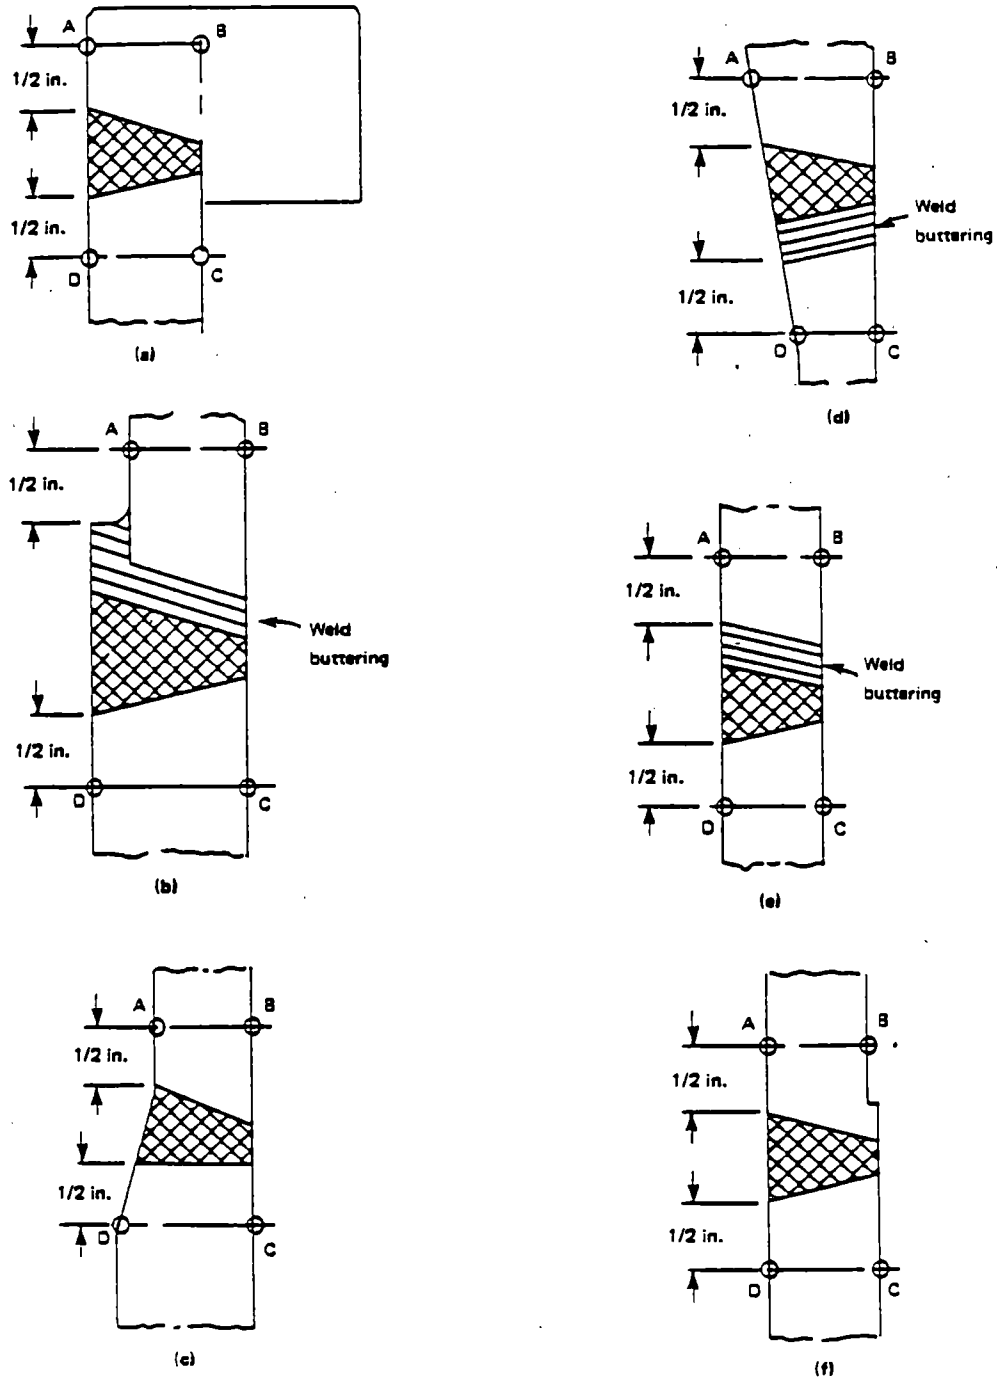 A
B
1/2 in.
1/2 in.
D
C
(a)
A
B
1/2 in.
Weld
buttering
1/2 in.
D
C
(d)
A
B
1/2 in.
Weld
buttering
1/2 in.
D
C
(b)
A
B
1/2 in.
Weld
buttering
1/2 in.
D
C
(e)
A
B
1/2 in.
1/2 in.
D
C
(c)
A
B
1/2 in.
1/2 in.
D
C
(f)